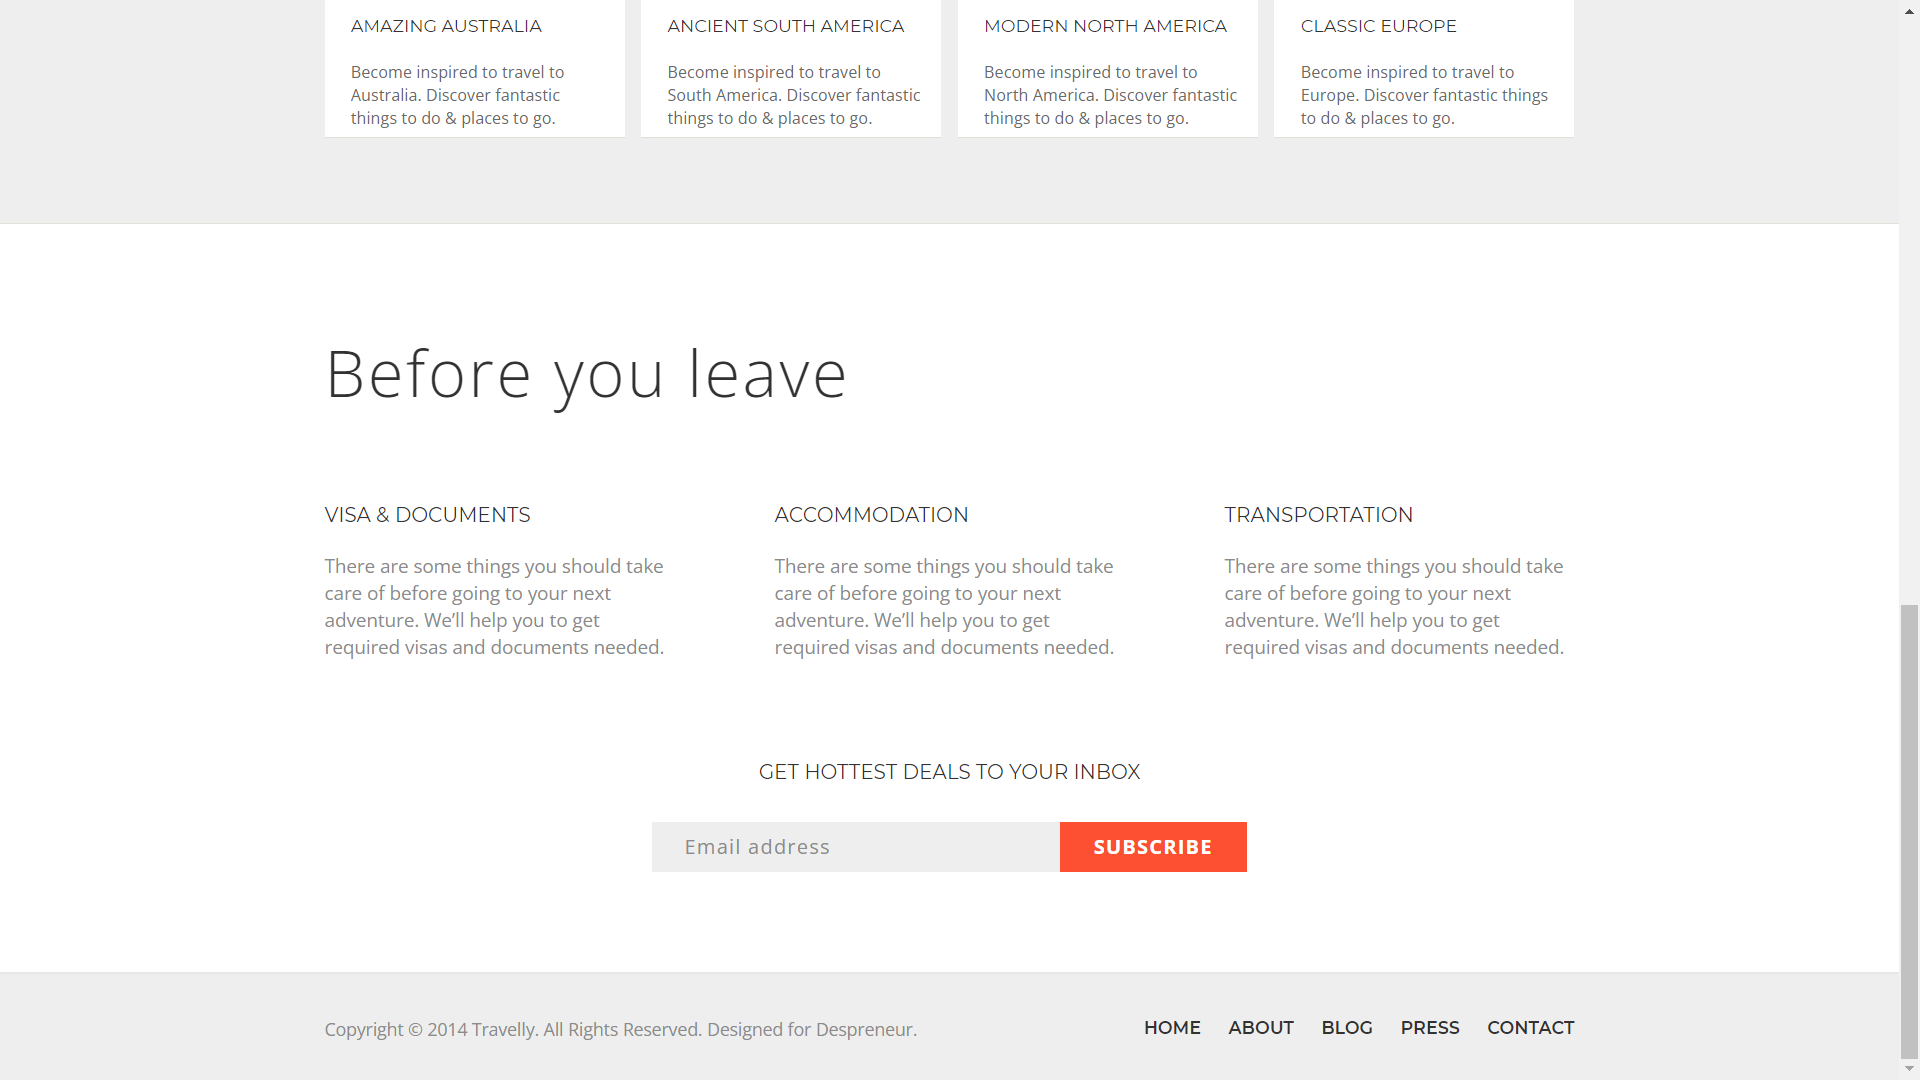 AMAZING AUSTRALIA
Become inspired to travel to
Australia. Discover fantastic
things to do & places to go.
ANCIENT SOUTH AMERICA
Become inspired to travel to
South America. Discover fantastic
things to do & places to go.
MODERN NORTH AMERICA
Become inspired to travel to
North America. Discover fantastic
things to do & places to go.
CLASSIC EUROPE
Become inspired to travel to
Europe. Discover fantastic things
to do & places to go.
Before you leave
VISA & DOCUMENTS
There are some things you should take
care of before going to your next
adventure. We’ll help you to get
required visas and documents needed.
ACCOMMODATION
There are some things you should take
care of before going to your next
adventure. We’ll help you to get
required visas and documents needed.
TRANSPORTATION
There are some things you should take
care of before going to your next
adventure. We’ll help you to get
required visas and documents needed.
GET HOTTEST DEALS TO YOUR INBOX
Email address
SUBSCRIBE
Copyright © 2014 Travelly. All Rights Reserved. Designed for Despreneur.
HOME ABOUT BLOG PRESS CONTACT